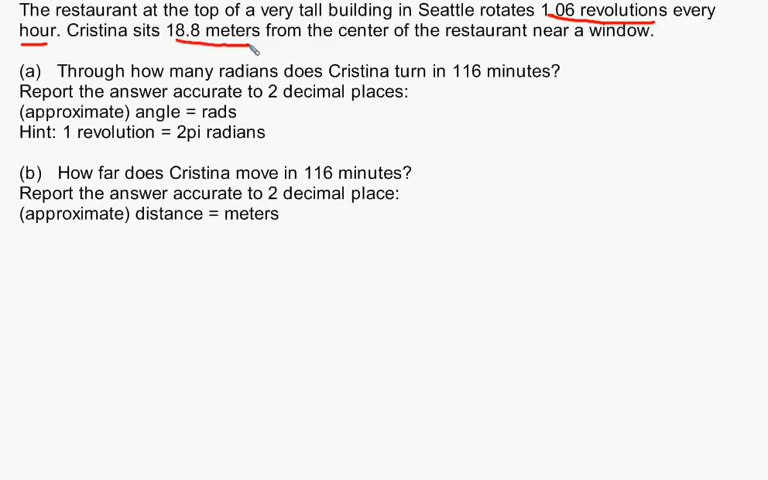 The restaurant at the top of a very tall building in Seattle rotates 1.06 revolutions every
hour. Cristina sits 18.8 meters from the center of the restaurant near a window.
(a) Through how many radians does Cristina turn in 116 minutes?
Report the answer accurate to 2 decimal places:
(approximate) angle = rads
Hint: 1 revolution = 2pi radians
(b) How far does Cristina move in 116 minutes?
Report the answer accurate to 2 decimal place:
(approximate) distance = meters